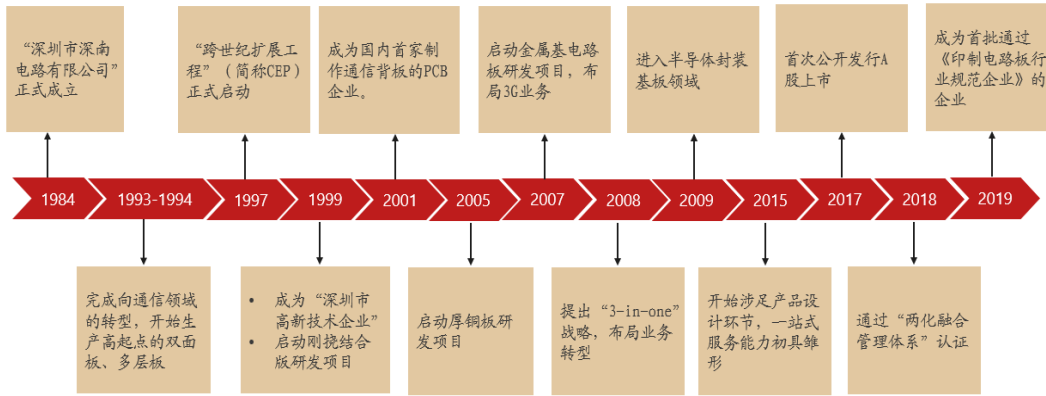 “深圳市深南
电路有限公司”
正式成立
“跨世纪扩展工
程”（简称CEP）
正式启动
成为国内首家制
作通信背板的PCB
企业。
启动金属基电路
板研发项目，布
局3G业务
进入半导体封装
基板领域
首次公开发行A
股上市
成为首批通过
《印制电路板行
业规范企业》的
企业
1984
1993-1994
1997
1999
2001
2005
2007
2008
2009
2015
2017
2018
2019
完成向通信领域
的转型，开始生
产高起点的双面
板、多层板
• 成为“深圳市
高新技术企业”
• 启动刚挠结合
版研发项目
启动厚铜板研
发项目
提出“3-in-one”
战略，布局业务
转型
开始涉足产品设
计环节，一站式
服务能力初具雏
形
通过“两化融合
管理体系”认证